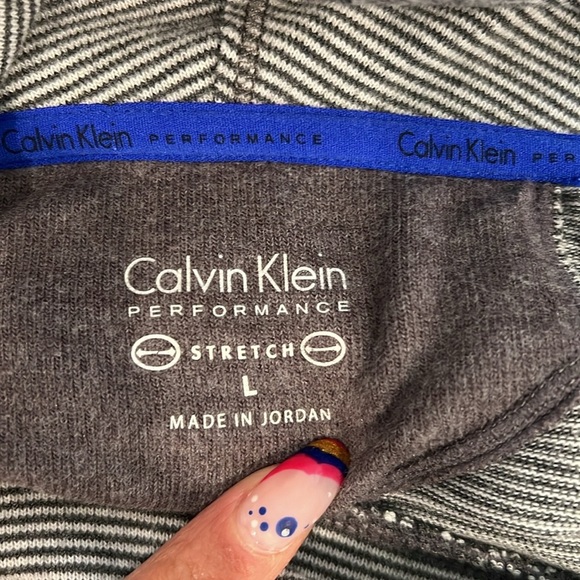 Calvin Klein PERFORMANCE Calvin Klein PER
Calvin Klein
PERFORMANCE
STRETCH
L
MADE IN JORDAN